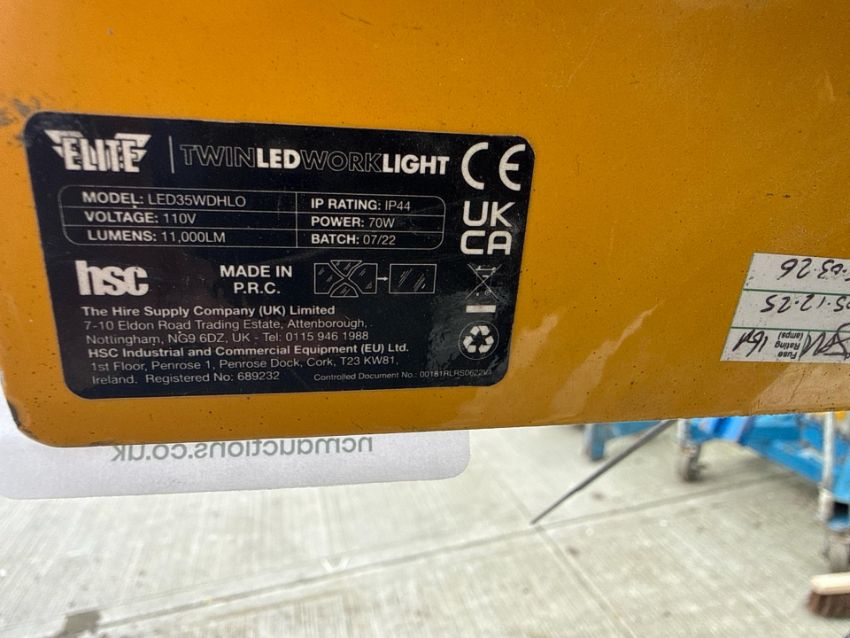 ELITE | TWINLEDWORKLIGHT CE
MODEL: LED35WDHLO
VOLTAGE: 110V
LUMENS: 11,000LM
IP RATING: IP44
POWER: 70W
BATCH: 07/22
UK
CA
hsc
MADE IN
P.R.C.
The Hire Supply Company (UK) Limited
7-10 Eldon Road Trading Estate, Attenborough,
Nottingham, NG9 6DZ, UK - Tel: 0115 946 1988
HSC Industrial and Commercial Equipment (EU) Ltd.
1st Floor, Penrose 1, Penrose Dock, Cork, T23 KW81,
Ireland. Registered No: 689232
Controlled Document No.:
Fuse
Rating
(amps)
16A
5-12-25
03-26
ncmauctions.co.uk